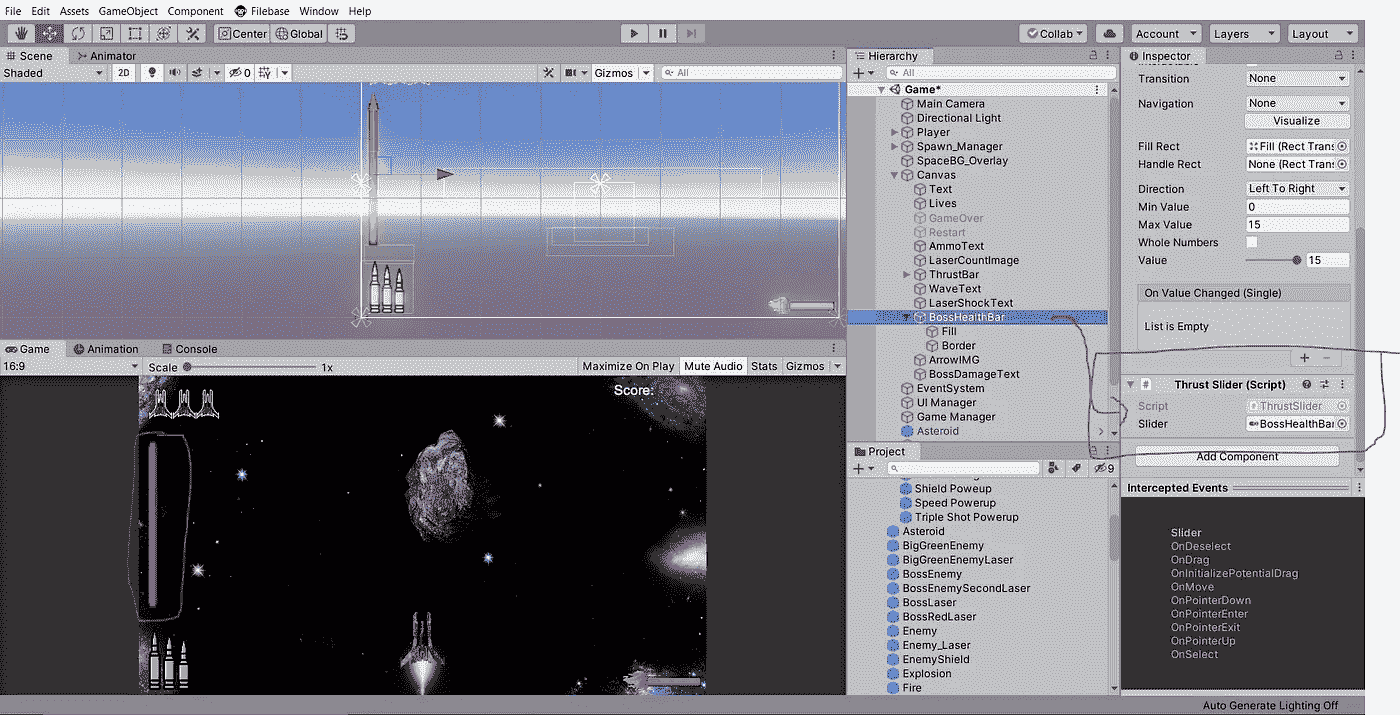 File Edit Assets GameObject Component Filebase Window Help
Center Global Collab Account Layers Layout
Scene Animator
Shaded 2D 0 Gizmos All
Hierarchy
All
Game*
Main Camera
Directional Light
Player
Spawn_Manager
SpaceBG_Overlay
Canvas
Text
Lives
GameOver
Restart
AmmoText
LaserCountImage
ThrustBar
WaveText
LaserShockText
BossHealthBar
Fill
Border
ArrowIMG
BossDamageText
EventSystem
UI Manager
Game Manager
Asteroid
Inspector
Transition None
Navigation None
Visualize
Fill Rect Fill (Rect Trans
Handle Rect None (Rect Trans
Direction Left To Right
Min Value 0
Max Value 15
Whole Numbers
Value 15
On Value Changed (Single)
List is Empty
+ −
# Thrust Slider (Script)
Script ThrustSlider
Slider BossHealthBar
Add Component
Intercepted Events
Slider
OnDeselect
OnDrag
OnInitializePotentialDrag
OnMove
OnPointerDown
OnPointerEnter
OnPointerExit
OnPointerUp
OnSelect
Game Animation Console
16:9 Scale 1x Maximize On Play Mute Audio Stats Gizmos
Score:
Project
9
Shield Poweup
Speed Powerup
Triple Shot Powerup
Asteroid
BigGreenEnemy
BigGreenEnemyLaser
BossEnemy
BossEnemySecondLaser
BossLaser
BossRedLaser
Enemy
Enemy_Laser
EnemyShield
Explosion
Fire
Auto Generate Lighting Off